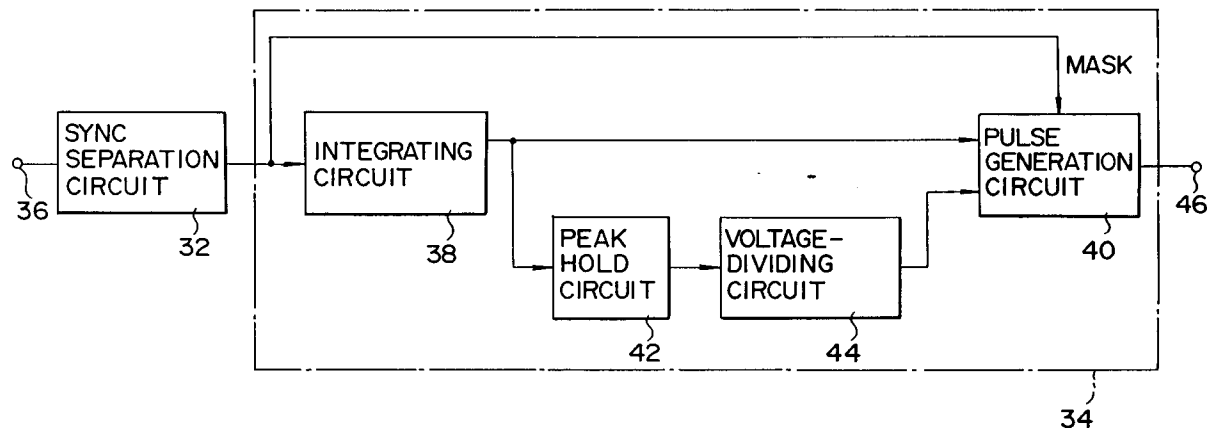 MASK
SYNC
SEPARATION
CIRCUIT
INTEGRATING
CIRCUIT
PULSE
GENERATION
CIRCUIT
36
32
38
40
46
PEAK
HOLD
CIRCUIT
VOLTAGE-
DIVIDING
CIRCUIT
42
44
34